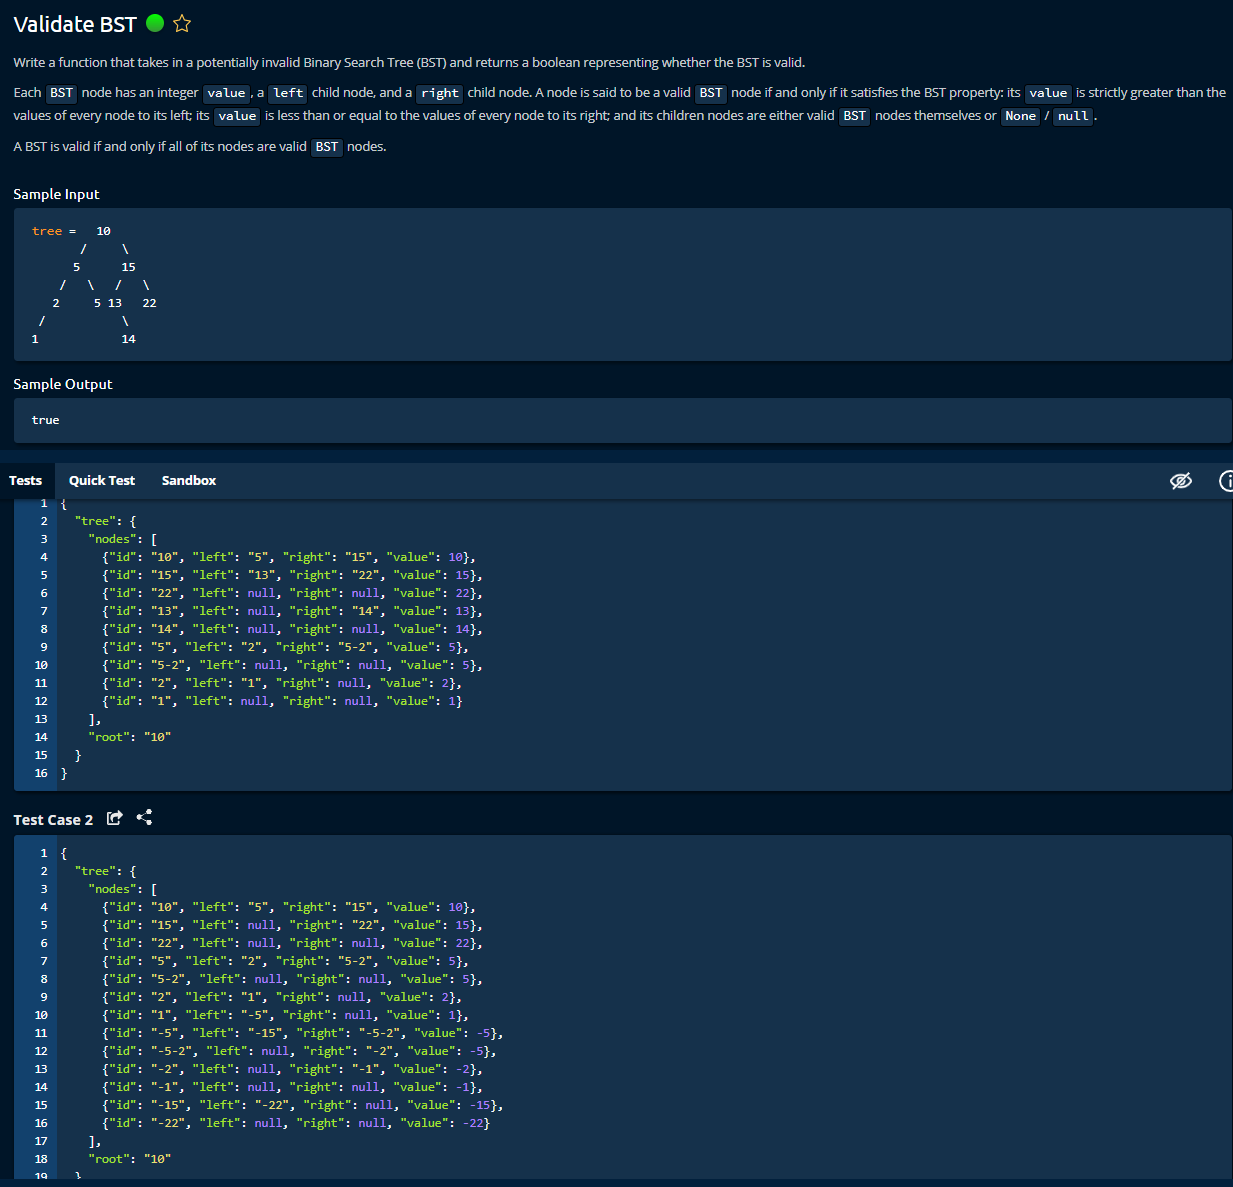 Validate BST
Write a function that takes in a potentially invalid Binary Search Tree (BST) and returns a boolean representing whether the BST is valid.
Each BST node has an integer value, a left child node, and a right child node. A node is said to be a valid BST node if and only if it satisfies the BST property: its value is strictly greater than the
values of every node to its left; its value is less than or equal to the values of every node to its right; and its children nodes are either valid BST nodes themselves or None / null.
A BST is valid if and only if all of its nodes are valid BST nodes.
Sample Input
tree =   10
       /     \
      5      15
    /   \   /   \
   2     5 13   22
 /           \
1            14
Sample Output
true
Tests Quick Test Sandbox
1 {
2   "tree": {
3     "nodes": [
4       {"id": "10", "left": "5", "right": "15", "value": 10},
5       {"id": "15", "left": "13", "right": "22", "value": 15},
6       {"id": "22", "left": null, "right": null, "value": 22},
7       {"id": "13", "left": null, "right": "14", "value": 13},
8       {"id": "14", "left": null, "right": null, "value": 14},
9       {"id": "5", "left": "2", "right": "5-2", "value": 5},
10       {"id": "5-2", "left": null, "right": null, "value": 5},
11       {"id": "2", "left": "1", "right": null, "value": 2},
12       {"id": "1", "left": null, "right": null, "value": 1}
13     ],
14     "root": "10"
15   }
16 }
Test Case 2
1 {
2   "tree": {
3     "nodes": [
4       {"id": "10", "left": "5", "right": "15", "value": 10},
5       {"id": "15", "left": null, "right": "22", "value": 15},
6       {"id": "22", "left": null, "right": null, "value": 22},
7       {"id": "5", "left": "2", "right": "5-2", "value": 5},
8       {"id": "5-2", "left": null, "right": null, "value": 5},
9       {"id": "2", "left": "1", "right": null, "value": 2},
10       {"id": "1", "left": "-5", "right": null, "value": 1},
11       {"id": "-5", "left": "-15", "right": "-5-2", "value": -5},
12       {"id": "-5-2", "left": null, "right": "-2", "value": -5},
13       {"id": "-2", "left": null, "right": "-1", "value": -2},
14       {"id": "-1", "left": null, "right": null, "value": -1},
15       {"id": "-15", "left": "-22", "right": null, "value": -15},
16       {"id": "-22", "left": null, "right": null, "value": -22}
17     ],
18     "root": "10"
19   }